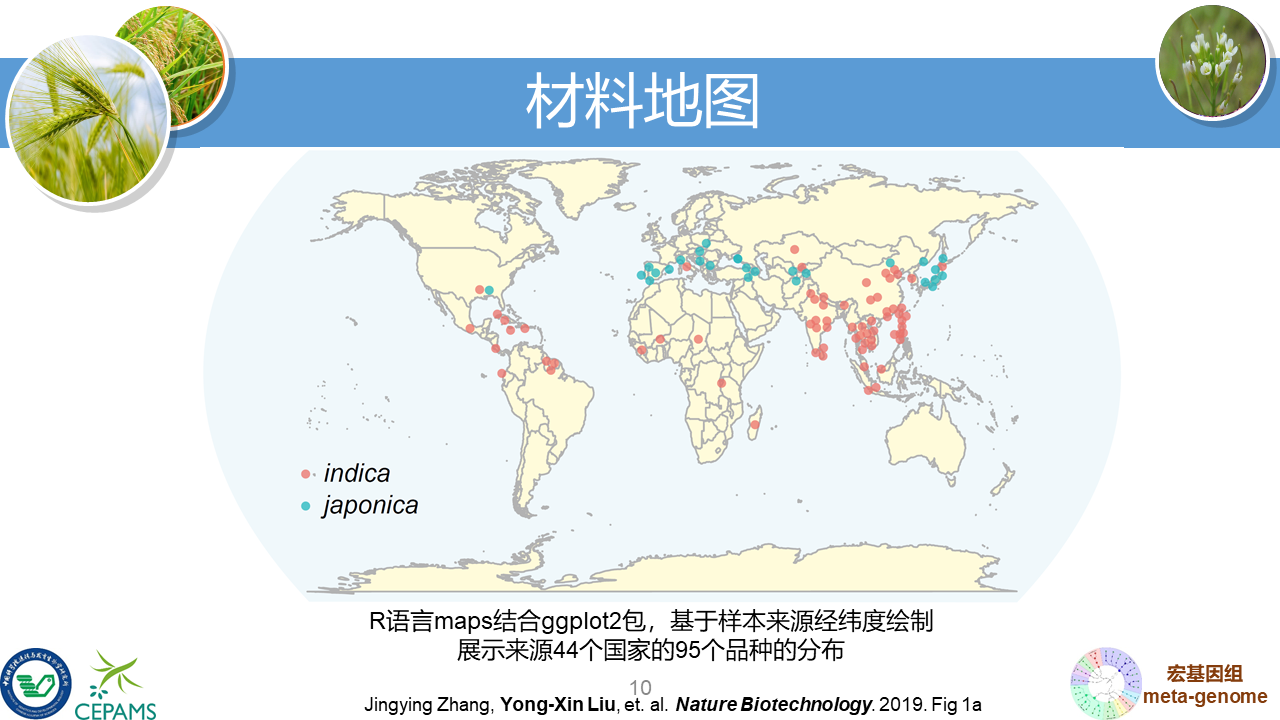 材料地图
indica
japonica
R语言maps结合ggplot2包，基于样本来源经纬度绘制
展示来源44个国家的95个品种的分布
10
Jingying Zhang, Yong-Xin Liu, et. al. Nature Biotechnology. 2019. Fig 1a
CEPAMS
宏基因组
meta-genome